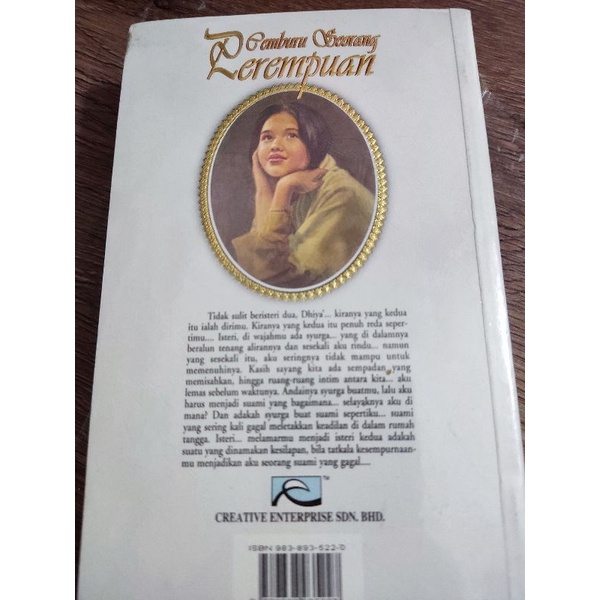 Cemburu Seorang
Perempuan
Tidak sulit beristeri dua, Dhiya'... kiranya yang kedua
itu ialah dirimu. Kiranya yang kedua itu penuh reda seper-
timu.... Isteri, di wajahmu ada syurga... yang di dalamnya
beralun tenang alirannya dan sesekali aku rindu... namun
yang sesekali itu, aku seringnya tidak mampu untuk
memenuhinya. Kasih sayang kita ada sempadan yang
memisahkan, hingga ruang-ruang intim antara kita... aku
lemas sebelum waktunya. Andainya syurga buatmu, lalu aku
harus menjadi suami yang bagaimana... selayaknya aku di
mana? Dan adakah syurga buat suami sepertiku... suami
yang sering kali gagal meletakkan keadilan di dalam rumah
tangga. Isteri... melamarmu menjadi isteri kedua adakah
suatu yang dinamakan kesilapan, bila tatkala kesempurnaan-
mu menjadikan aku seorang suami yang gagal....
TM
CREATIVE ENTERPRISE SDN. BHD.
ISBN 983-893-522-0